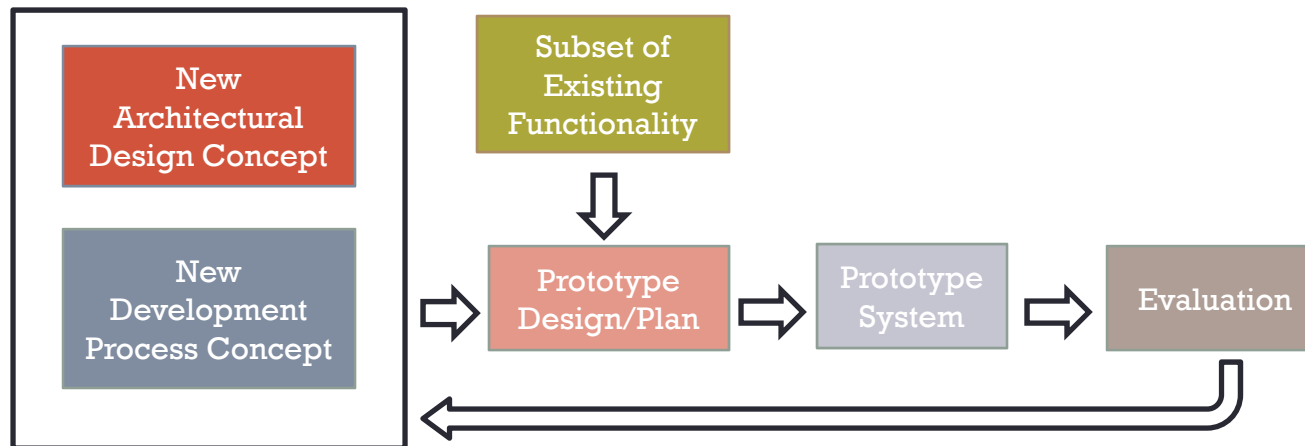 New
Architectural
Design Concept
New
Development
Process Concept
Subset of
Existing
Functionality
Prototype
Design/Plan
Prototype
System
Evaluation